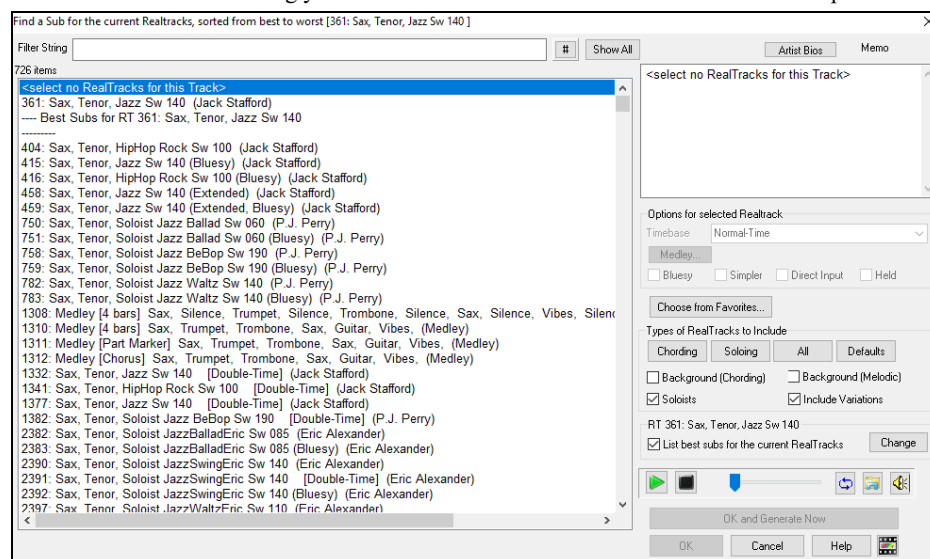 Find a Sub for the current Realtracks, sorted from best to worst [361: Sax, Tenor, Jazz Sw 140 ]
Filter String
#
Show All
Artist Bios
Memo
726 items
<select no RealTracks for this Track>
361: Sax, Tenor, Jazz Sw 140 (Jack Stafford)
---- Best Subs for RT 361: Sax, Tenor, Jazz Sw 140
---------
404: Sax, Tenor, HipHop Rock Sw 100 (Jack Stafford)
415: Sax, Tenor, Jazz Sw 140 (Bluesy) (Jack Stafford)
416: Sax, Tenor, HipHop Rock Sw 100 (Bluesy) (Jack Stafford)
458: Sax, Tenor, Jazz Sw 140 (Extended) (Jack Stafford)
459: Sax, Tenor, Jazz Sw 140 (Extended, Bluesy) (Jack Stafford)
750: Sax, Tenor, Soloist Jazz Ballad Sw 060 (P.J. Perry)
751: Sax, Tenor, Soloist Jazz Ballad Sw 060 (Bluesy) (P.J. Perry)
758: Sax, Tenor, Soloist Jazz BeBop Sw 190 (P.J. Perry)
759: Sax, Tenor, Soloist Jazz BeBop Sw 190 (Bluesy) (P.J. Perry)
782: Sax, Tenor, Soloist Jazz Waltz Sw 140 (P.J. Perry)
783: Sax, Tenor, Soloist Jazz Waltz Sw 140 (Bluesy) (P.J. Perry)
1308: Medley [4 bars] Sax, Silence, Trumpet, Silence, Trombone, Silence, Sax, Silence, Vibes, Silenc
1310: Medley [4 bars] Sax, Trumpet, Trombone, Sax, Guitar, Vibes, (Medley)
1311: Medley [Part Marker] Sax, Trumpet, Trombone, Sax, Guitar, Vibes, (Medley)
1312: Medley [Chorus] Sax, Trumpet, Trombone, Sax, Guitar, Vibes, (Medley)
1332: Sax, Tenor, Jazz Sw 140 [Double-Time] (Jack Stafford)
1341: Sax, Tenor, HipHop Rock Sw 100 [Double-Time] (Jack Stafford)
1377: Sax, Tenor, Jazz Sw 140 [Double-Time] (Jack Stafford)
1382: Sax, Tenor, Soloist Jazz BeBop Sw 190 [Double-Time] (P.J. Perry)
2382: Sax, Tenor, Soloist JazzBalladEric Sw 085 (Eric Alexander)
2383: Sax, Tenor, Soloist JazzBalladEric Sw 085 (Bluesy) (Eric Alexander)
2390: Sax, Tenor, Soloist JazzSwingEric Sw 140 (Eric Alexander)
2391: Sax, Tenor, Soloist JazzSwingEric Sw 140 [Double-Time] (Eric Alexander)
2392: Sax, Tenor, Soloist JazzSwingEric Sw 140 (Bluesy) (Eric Alexander)
2397: Sax, Tenor, Soloist JazzWaltzEric Sw 110 (Eric Alexander)
<select no RealTracks for this Track>
Options for selected Realtrack
Timebase
Normal-Time
Medley...
Bluesy
Simpler
Direct Input
Held
Choose from Favorites...
Types of RealTracks to Include
Chording
Soloing
All
Defaults
Background (Chording)
Background (Melodic)
Soloists
Include Variations
RT 361: Sax, Tenor, Jazz Sw 140
List best subs for the current RealTracks
Change
OK and Generate Now
OK
Cancel
Help